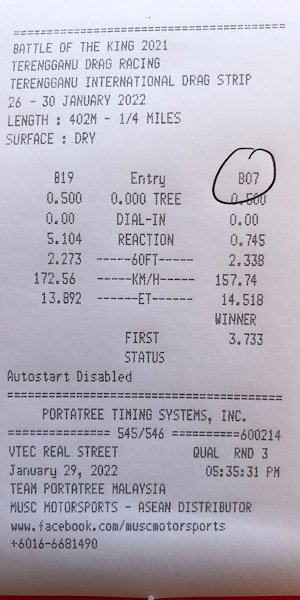 ================================
BATTLE OF THE KING 2021
TERENGGANU DRAG RACING
TERENGGANU INTERNATIONAL DRAG STRIP
26 - 30 JANUARY 2022
LENGTH : 402M - 1/4 MILES
SURFACE : DRY
B19 Entry B07
0.500 0.000 TREE 0.500
0.00 DIAL-IN 0.00
5.104 REACTION 0.745
2.273 ------60FT------ 2.338
172.56 ------KM/H----- 157.74
13.892 -------ET------ 14.518
WINNER
FIRST 3.733
STATUS
Autostart Disabled
========================================
PORTATREE TIMING SYSTEMS, INC.
=============== 545/546 ==========600214
VTEC REAL STREET QUAL RND 3
January 29, 2022 05:35:31 PM
TEAM PORTATREE MALAYSIA
MUSC MOTORSPORTS - ASEAN DISTRIBUTOR
www.facebook.com/muscmotorsports
+6016-6681490